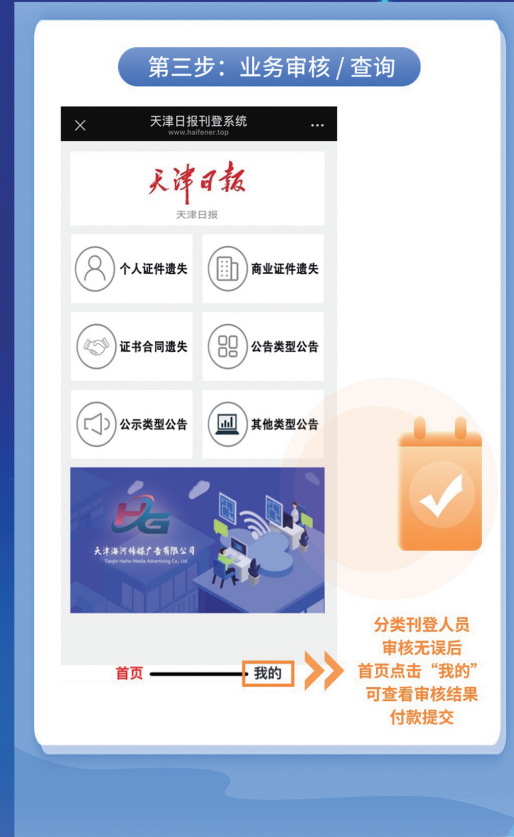 第三步：业务审核 / 查询
天津日报刊登系统
www.haifener.top
天津日报
天津日报
个人证件遗失
商业证件遗失
证书合同遗失
公告类型公告
公示类型公告
其他类型公告
HG
天津海河传媒广告有限公司
Tianjin Haihe Media Advertising Co., Ltd
首页
我的
分类刊登人员
审核无误后
首页点击“我的”
可查看审核结果
付款提交